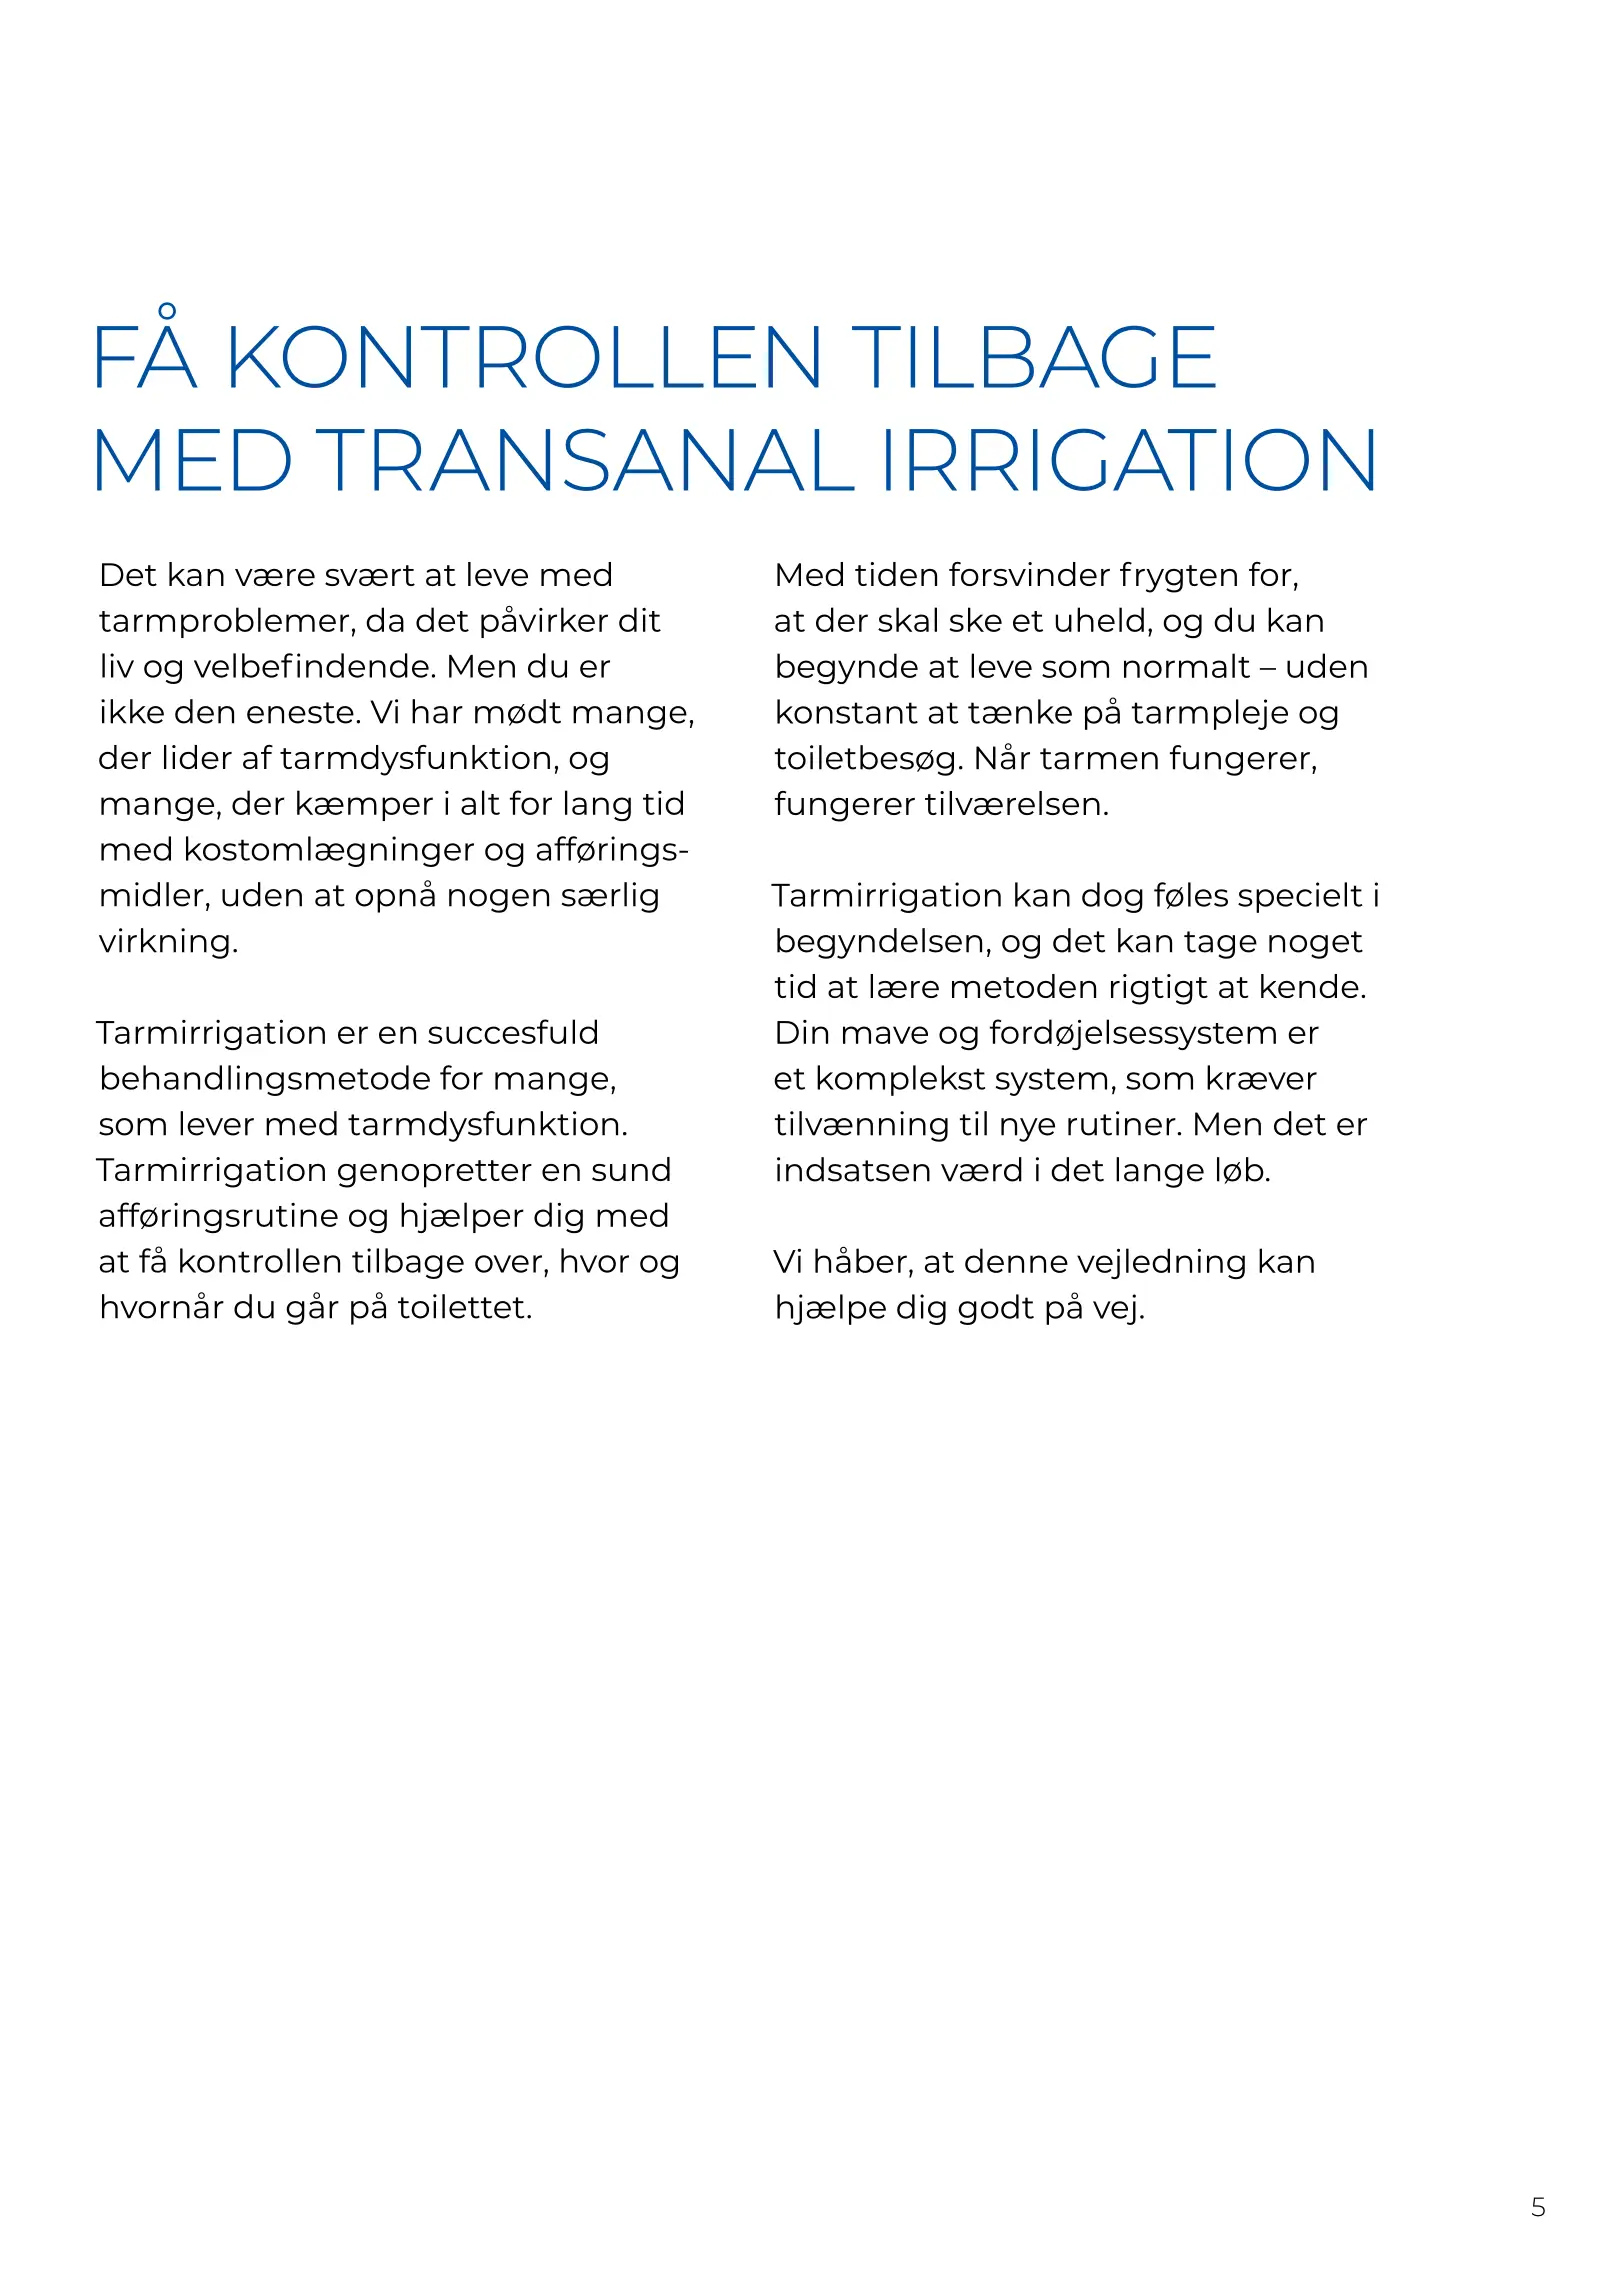 FÅ KONTROLLEN TILBAGE
MED TRANSANAL IRRIGATION
Det kan være svært at leve med
tarmproblemer, da det påvirker dit
liv og velbefindende. Men du er
ikke den eneste. Vi har mødt mange,
der lider af tarmdysfunktion, og
mange, der kæmper i alt for lang tid
med kostomlægninger og afførings-
midler, uden at opnå nogen særlig
virkning.
Tarmirrigation er en succesfuld
behandlingsmetode for mange,
som lever med tarmdysfunktion.
Tarmirrigation genopretter en sund
afføringsrutine og hjælper dig med
at få kontrollen tilbage over, hvor og
hvornår du går på toilettet.
Med tiden forsvinder frygten for,
at der skal ske et uheld, og du kan
begynde at leve som normalt – uden
konstant at tænke på tarmpleje og
toiletbesøg. Når tarmen fungerer,
fungerer tilværelsen.
Tarmirrigation kan dog føles specielt i
begyndelsen, og det kan tage noget
tid at lære metoden rigtigt at kende.
Din mave og fordøjelsessystem er
et komplekst system, som kræver
tilvænning til nye rutiner. Men det er
indsatsen værd i det lange løb.
Vi håber, at denne vejledning kan
hjælpe dig godt på vej.
5